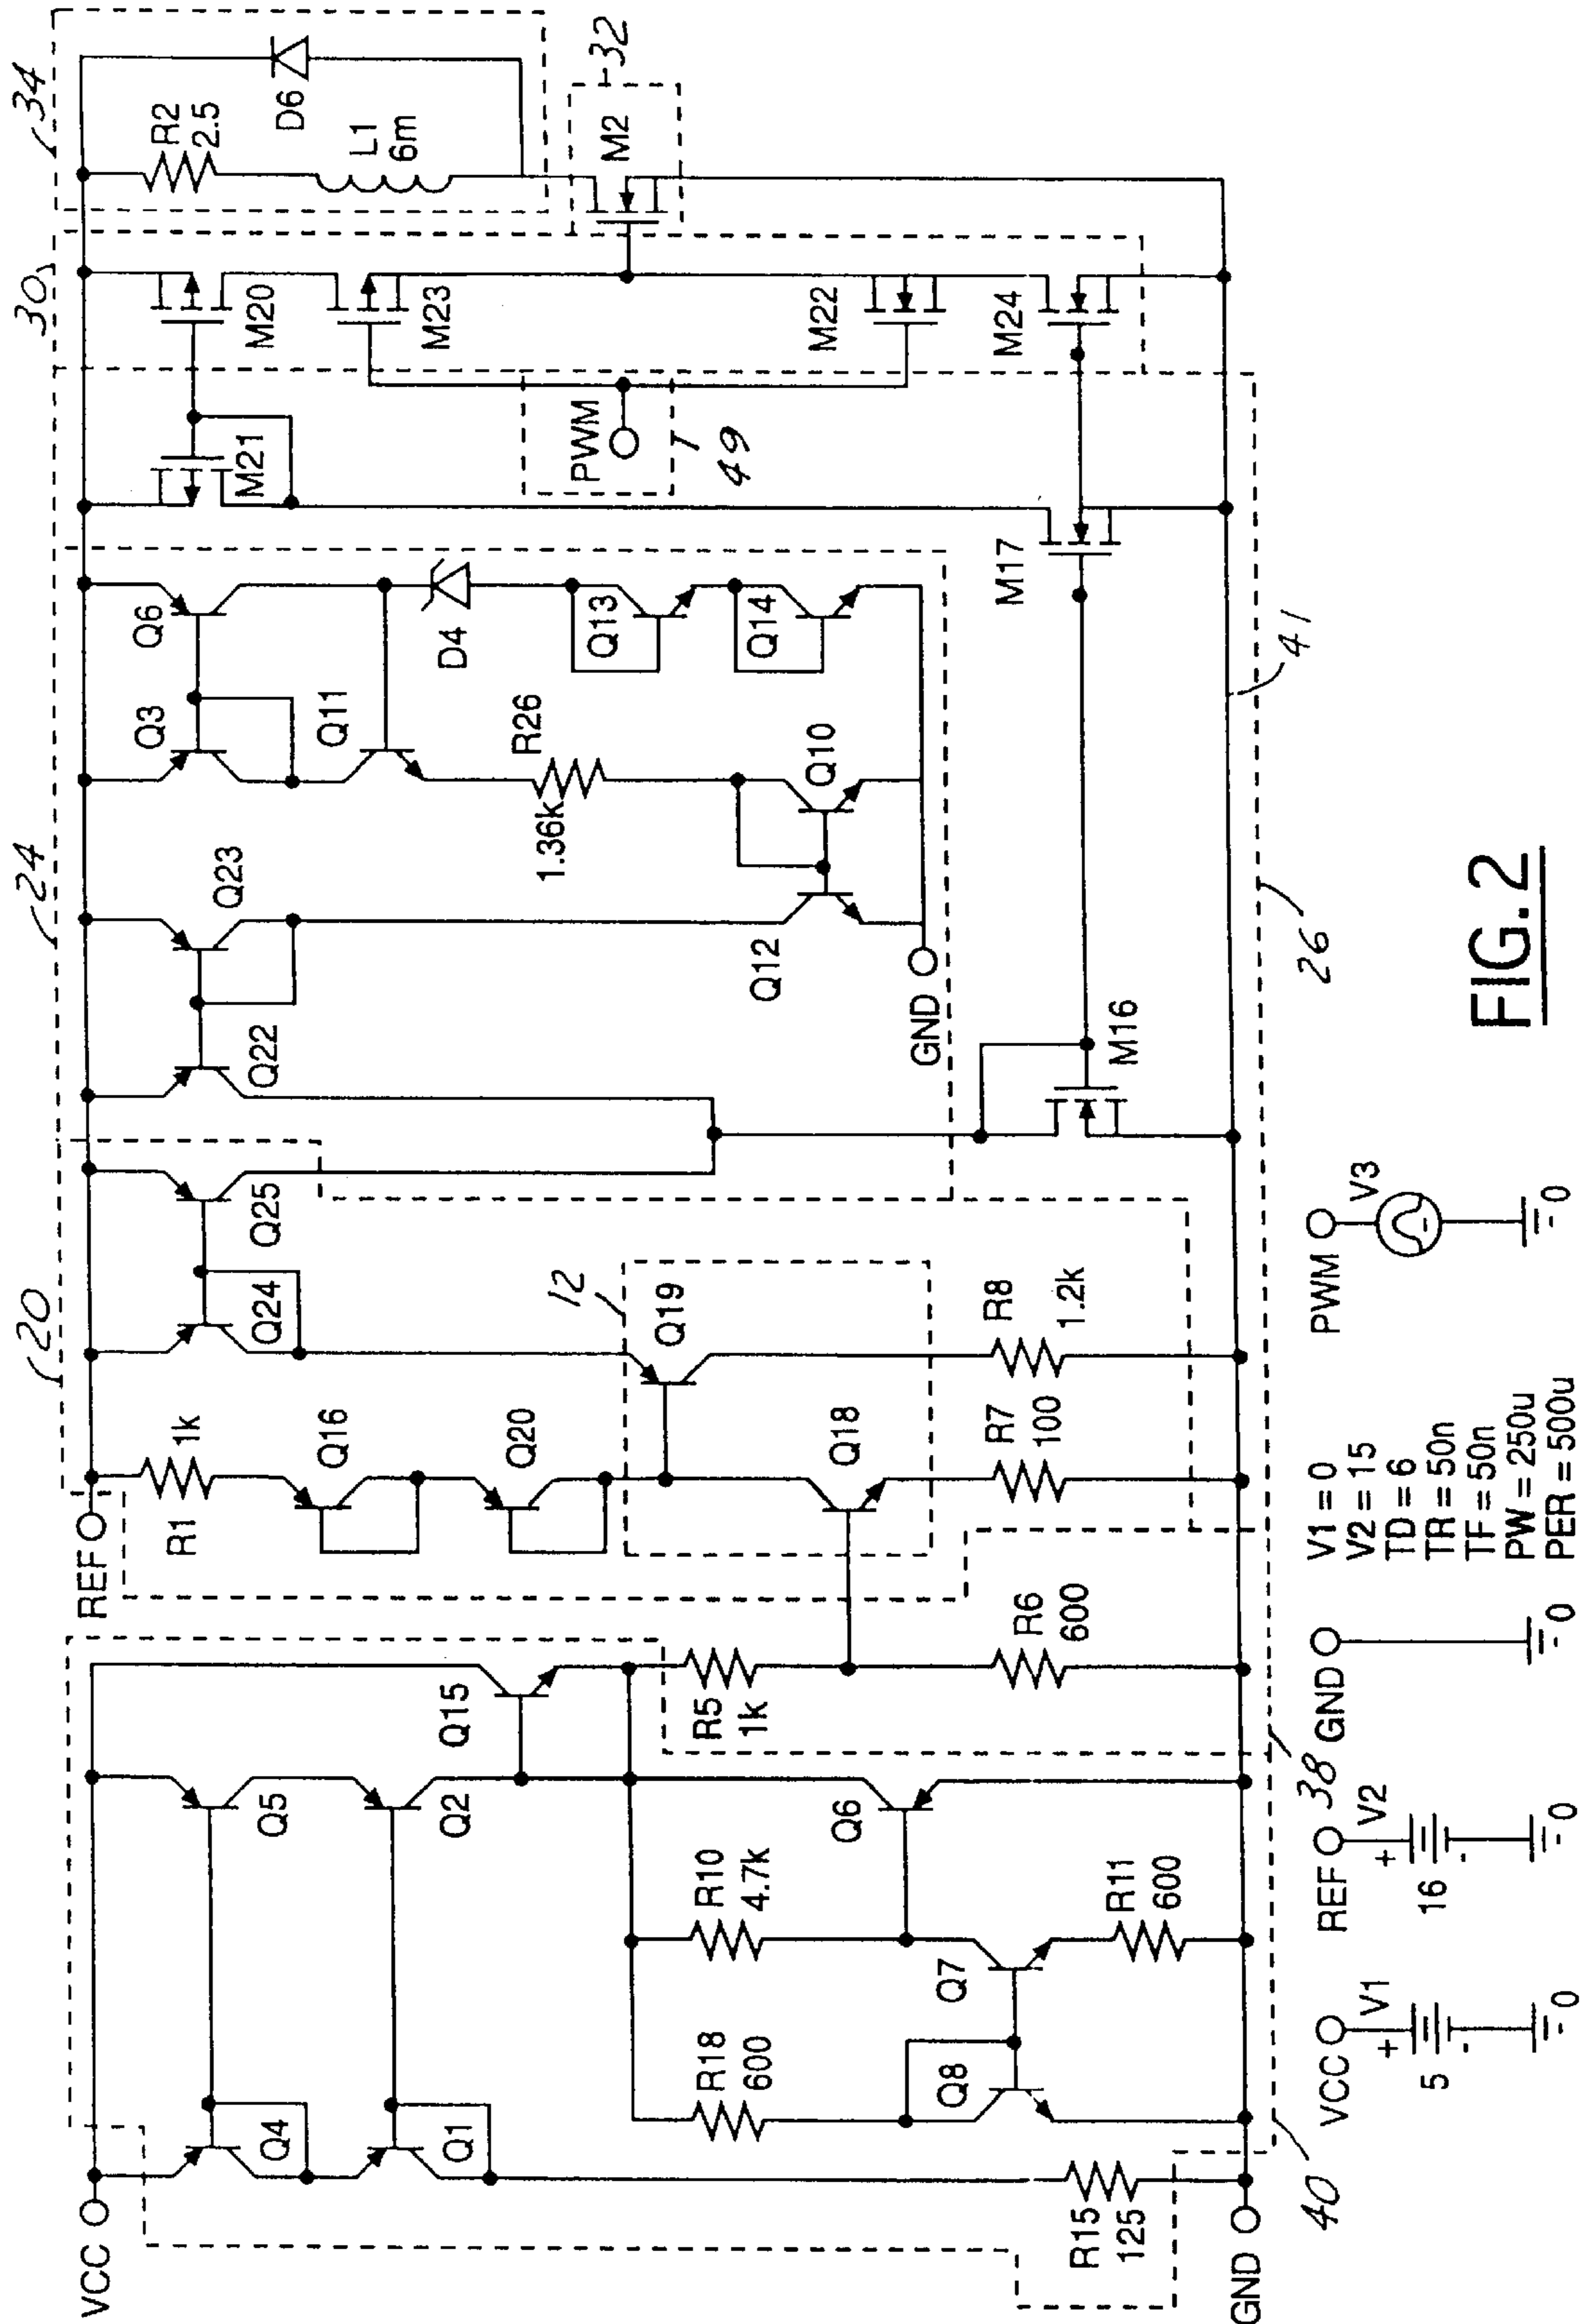 VCC
Q4
Q1
R15
125
GND
Q5
Q2
Q15
R18
600
R10
4.7k
Q8
Q7
Q6
R11
600
R5
1k
R6
600
40
38
REF
20
R1
1k
Q16
Q20
Q24
Q25
12
Q19
Q18
R7
100
R8
1.2k
24
Q22
Q23
Q3
Q6
Q11
R26
1.36k
D4
Q13
Q14
Q12
Q10
GND
M16
M17
26
41
30
M21
M20
M23
PWM
49
M22
M24
34
R2
2.5
L1
6m
D6
32
M2
VCC
V1
+
5
-
0
REF
V2
+
16
-
0
GND
0
V1 = 0
V2 = 15
TD = 6
TR = 50n
TF = 50n
PW = 250u
PER = 500u
PWM
V3
0
FIG. 2